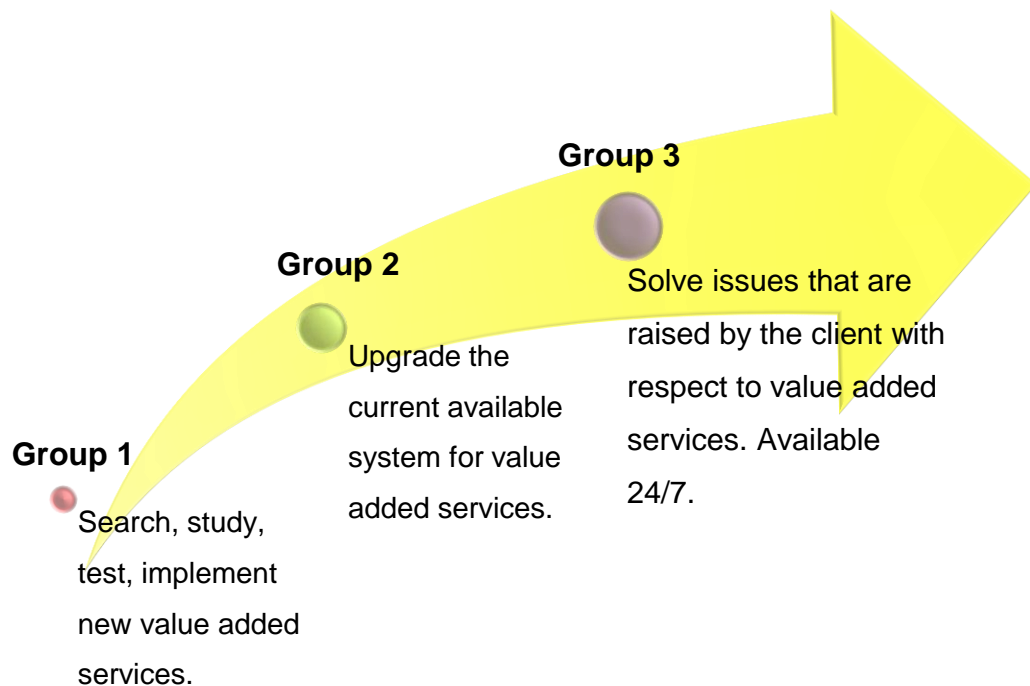 Group 1
Search, study,
test, implement
new value added
services.
Group 2
Upgrade the
current available
system for value
added services.
Group 3
Solve issues that are
raised by the client with
respect to value added
services. Available
24/7.